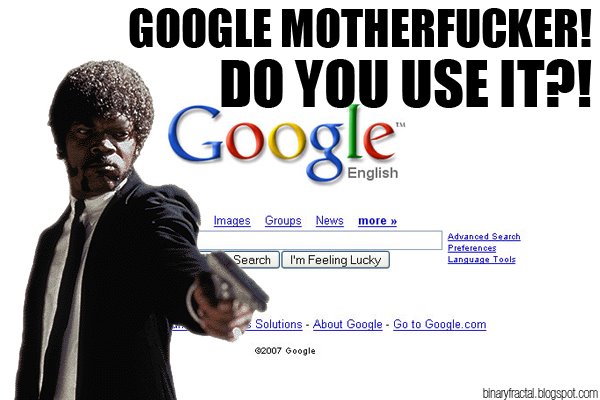 GOOGLE MOTHERFUCKER!
DO YOU USE IT?!
Google™
English
Images Groups News more »
Advanced Search
Preferences
Language Tools
Search I'm Feeling Lucky
Solutions - About Google - Go to Google.com
©2007 Google
binaryfractal.blogspot.com